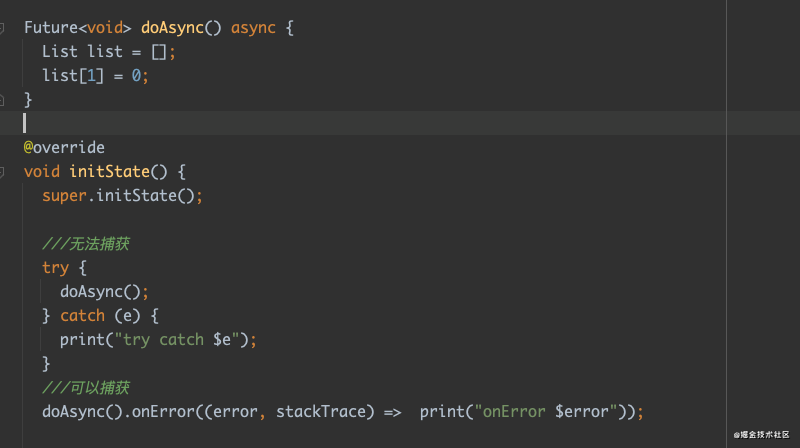 Future<void> doAsync() async {
  List list = [];
  list[1] = 0;
}
@override
void initState() {
  super.initState();
  ///无法捕获
  try {
    doAsync();
  } catch (e) {
    print("try catch $e");
  }
  ///可以捕获
  doAsync().onError((error, stackTrace) =>  print("onError $error"));
@掘金技术社区